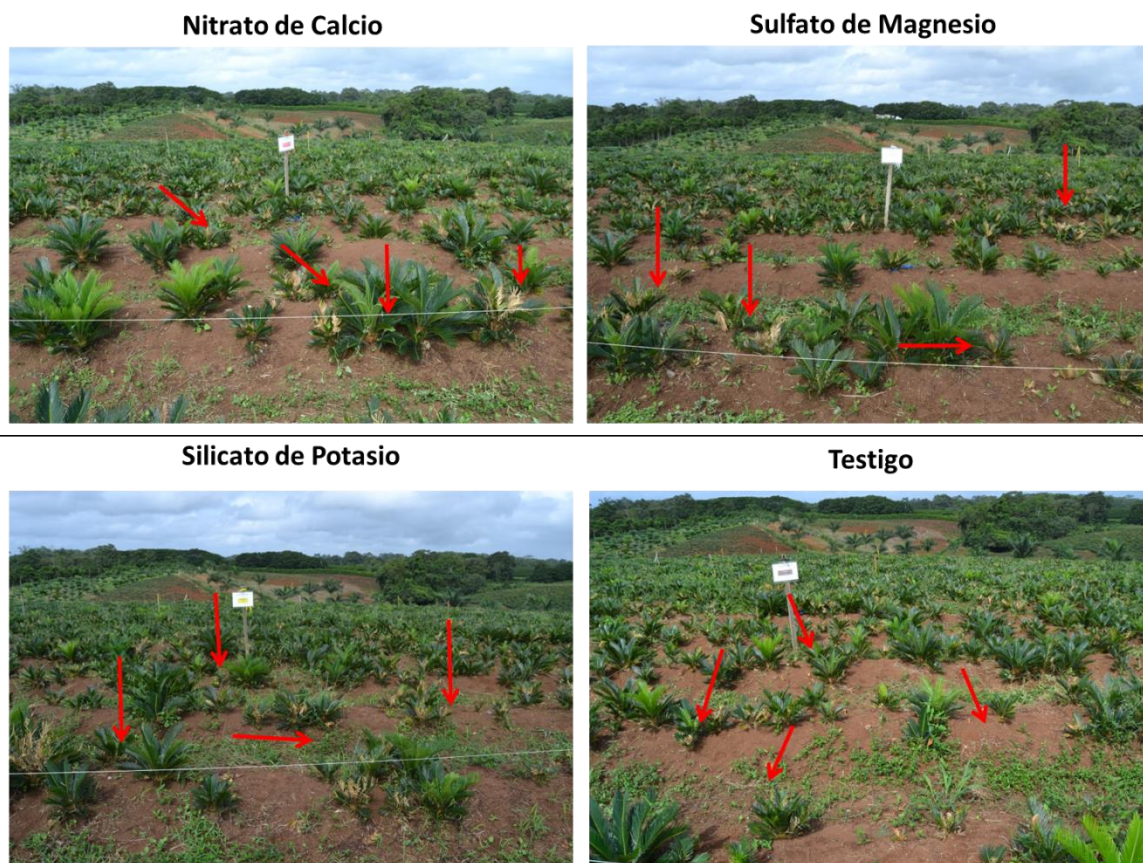 Nitrato de Calcio
Sulfato de Magnesio
Silicato de Potasio
Testigo